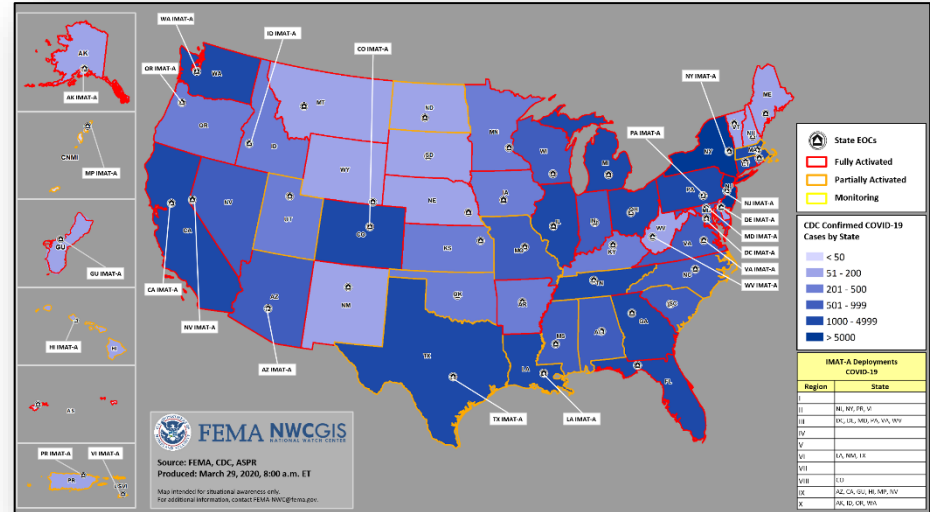 WA IMAT-A
ID IMAT-A
CO IMAT-A
OR IMAT-A
NY IMAT-A
PA IMAT-A
AK
AK IMAT-A
CNMI
MP IMAT-A
GU
GU IMAT-A
HI IMAT-A
HI
AS
PR IMAT-A
VI IMAT-A
PR
WA
OR
ID
MT
ND
SD
MN
WI
MI
NY
ME
VT
NH
MA
CT
PA
NJ
WY
NE
IA
NV
UT
CO
KS
MO
IL
IN
OH
WV
VA
KY
CA
AZ
NM
OK
AR
TN
NC
SC
TX
LA
MS
AL
GA
FL
NJ IMAT-A
DE IMAT-A
MD IMAT-A
DC IMAT-A
VA IMAT-A
WV IMAT-A
CA IMAT-A
NV IMAT-A
AZ IMAT-A
TX IMAT-A
LA IMAT-A
State EOCs
Fully Activated
Partially Activated
Monitoring
CDC Confirmed COVID-19
Cases by State
< 50
51 - 200
201 - 500
501 - 999
1000 - 4999
> 5000
IMAT-A Deployments
COVID-19
Region State
I
II NJ, NY, PR, VI
III DC, DE, MD, PA, VA, WV
IV
V
VI LA, NM, TX
VII
VIII CO
IX AZ, CA, GU, HI, MP, NV
X AK, ID, OR, WA
FEMA NWCGIS
NATIONAL WATCH CENTER
Source: FEMA, CDC, ASPR
Produced: March 29, 2020, 8:00 a.m. ET
Map intended for situational awareness only.
For additional information, contact FEMA-NWC@fema.gov.